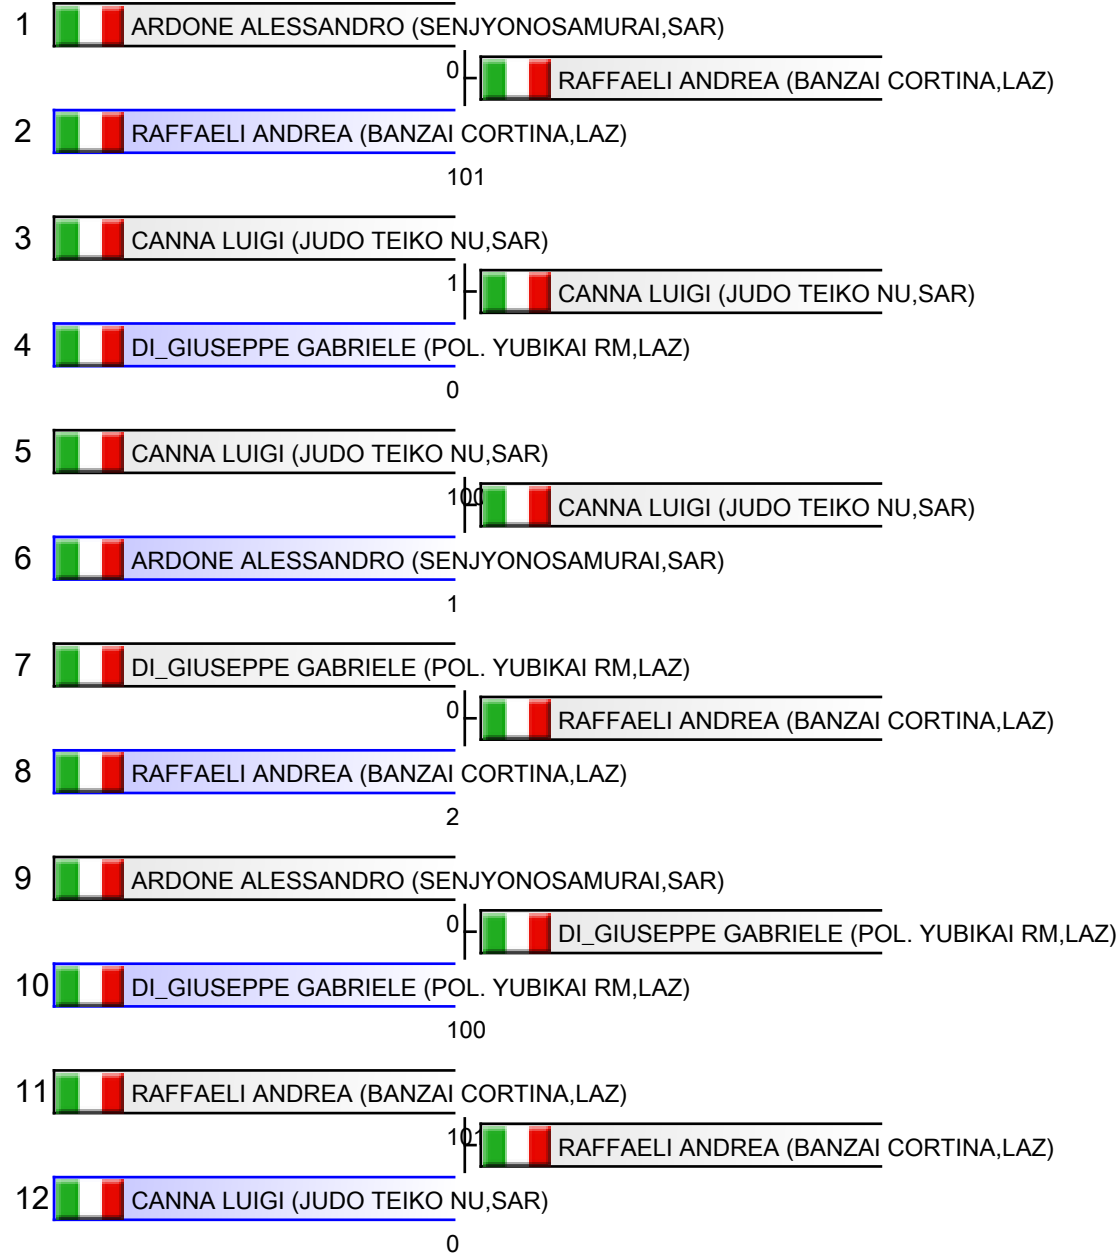 1 ARDONE ALESSANDRO (SENJYONOSAMURAI,SAR)
0 RAFFAELI ANDREA (BANZAI CORTINA,LAZ)
2 RAFFAELI ANDREA (BANZAI CORTINA,LAZ)
101
3 CANNA LUIGI (JUDO TEIKO NU,SAR)
1 CANNA LUIGI (JUDO TEIKO NU,SAR)
4 DI_GIUSEPPE GABRIELE (POL. YUBIKAI RM,LAZ)
0
5 CANNA LUIGI (JUDO TEIKO NU,SAR)
100 CANNA LUIGI (JUDO TEIKO NU,SAR)
6 ARDONE ALESSANDRO (SENJYONOSAMURAI,SAR)
1
7 DI_GIUSEPPE GABRIELE (POL. YUBIKAI RM,LAZ)
0 RAFFAELI ANDREA (BANZAI CORTINA,LAZ)
8 RAFFAELI ANDREA (BANZAI CORTINA,LAZ)
2
9 ARDONE ALESSANDRO (SENJYONOSAMURAI,SAR)
0 DI_GIUSEPPE GABRIELE (POL. YUBIKAI RM,LAZ)
10 DI_GIUSEPPE GABRIELE (POL. YUBIKAI RM,LAZ)
100
11 RAFFAELI ANDREA (BANZAI CORTINA,LAZ)
101 RAFFAELI ANDREA (BANZAI CORTINA,LAZ)
12 CANNA LUIGI (JUDO TEIKO NU,SAR)
0